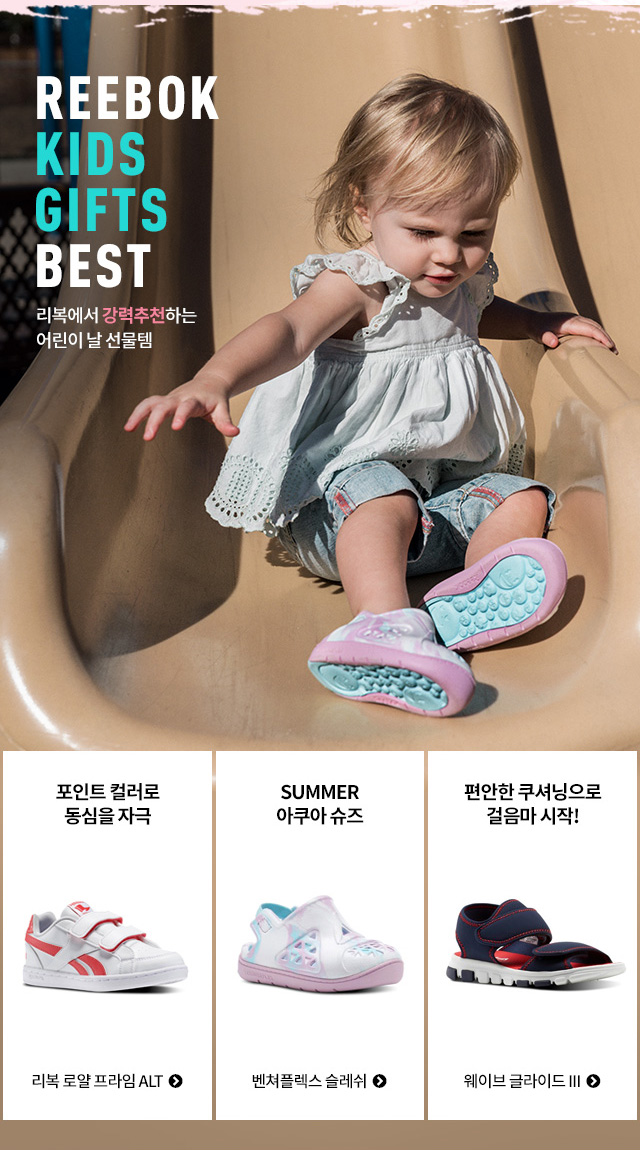 REEBOK
KIDS
GIFTS
BEST
리복에서 강력추천하는
어린이 날 선물템
포인트 컬러로
동심을 자극
SUMMER
아쿠아 슈즈
편안한 쿠셔닝으로
걸음마 시작!
리복 로얄 프라임 ALT
벤쳐플렉스 슬레쉬
웨이브 글라이드 III